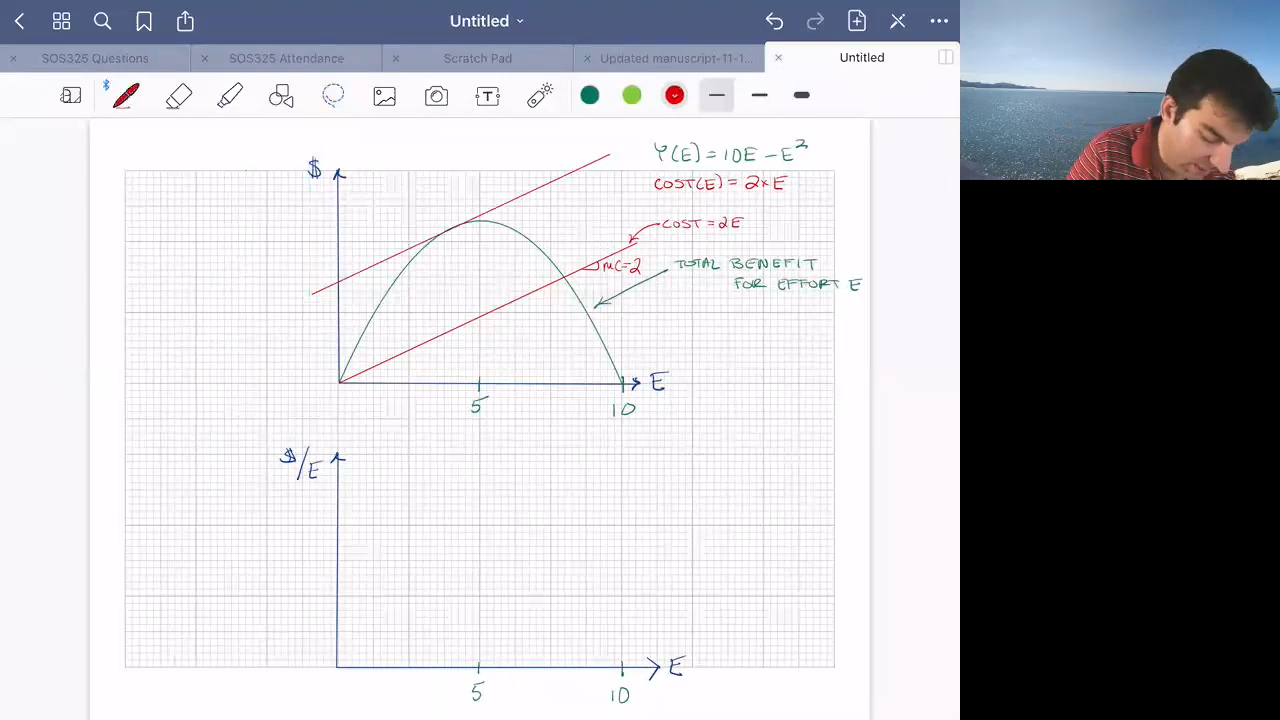 Untitled
SOS325 Questions
SOS325 Attendance
Scratch Pad
Updated manuscript-11-1...
Untitled
Y(E) = 10E - E²
COST(E) = 2×E
$
COST = 2E
MC=2
TOTAL BENEFIT
FOR EFFORT E
E
5
10
$/E
E
5
10